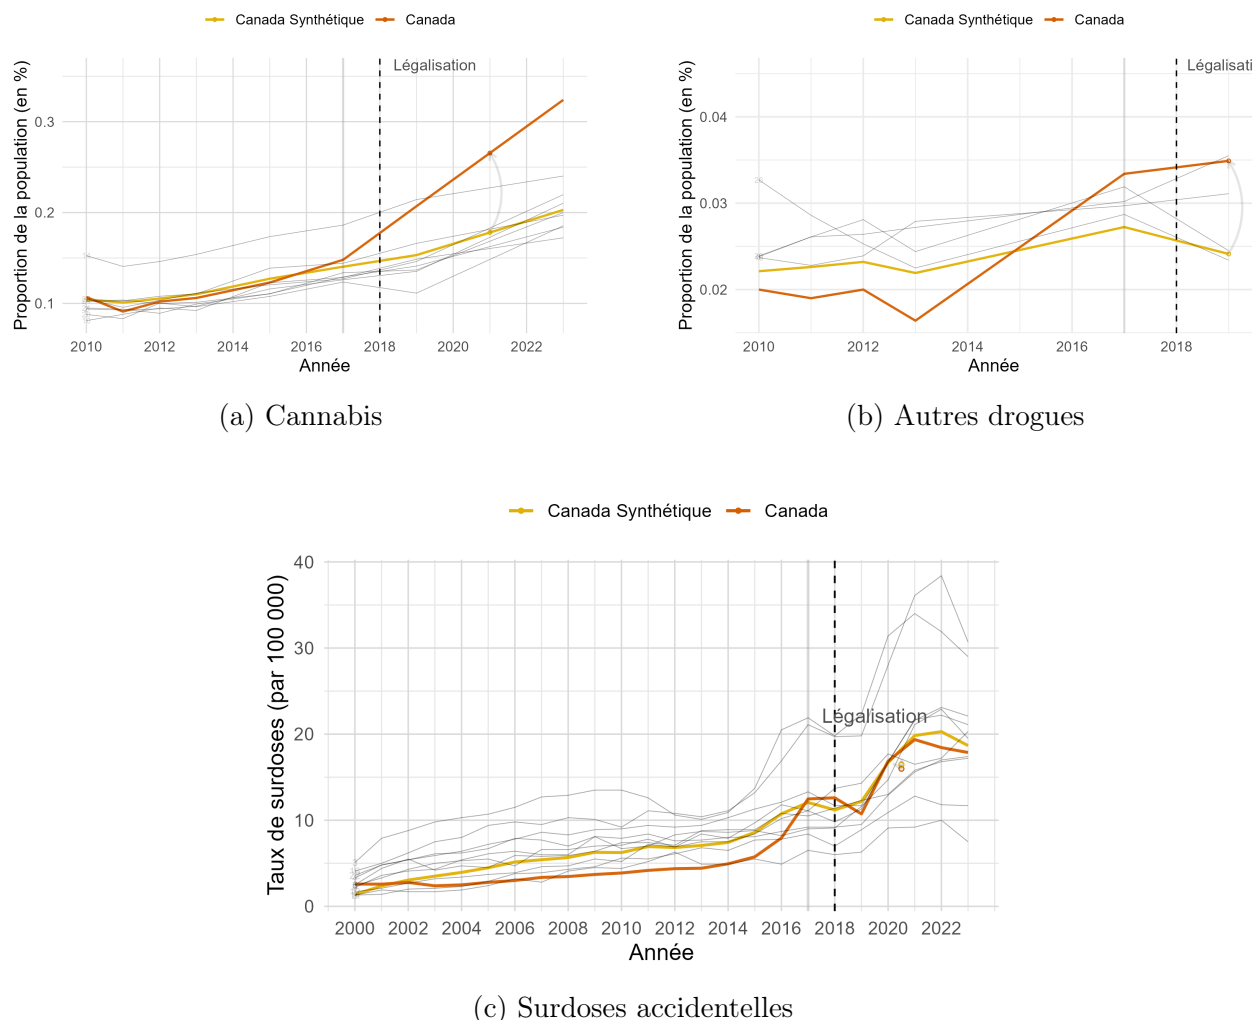 Canada Synthétique Canada
Légalisation
Proportion de la population (en %)
0.3
0.2
0.1
2010 2012 2014 2016 2018 2020 2022
Année
(a) Cannabis
Canada Synthétique Canada
Légalisati
Proportion de la population (en %)
0.04
0.03
0.02
2010 2012 2014 2016 2018
Année
(b) Autres drogues
Canada Synthétique Canada
Taux de surdoses (par 100 000)
40
30
20
10
0
Légalisation
2000 2002 2004 2006 2008 2010 2012 2014 2016 2018 2020 2022
Année
(c) Surdoses accidentelles